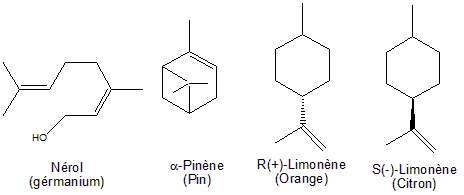 HO
Nérol
(gérmanium)
α-Pinène
(Pin)
R(+)-Limonène
(Orange)
S(-)-Limonène
(Citron)